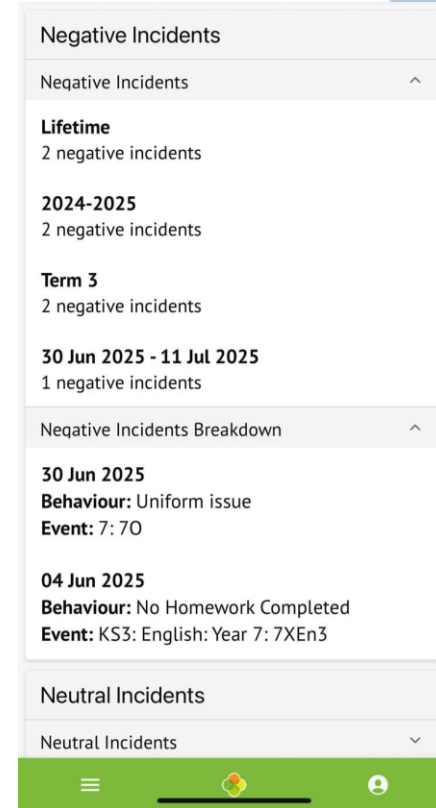 Negative Incidents
Negative Incidents
Lifetime
2 negative incidents
2024-2025
2 negative incidents
Term 3
2 negative incidents
30 Jun 2025 - 11 Jul 2025
1 negative incidents
Negative Incidents Breakdown
30 Jun 2025
Behaviour: Uniform issue
Event: 7: 7O
04 Jun 2025
Behaviour: No Homework Completed
Event: KS3: English: Year 7: 7XEn3
Neutral Incidents
Neutral Incidents